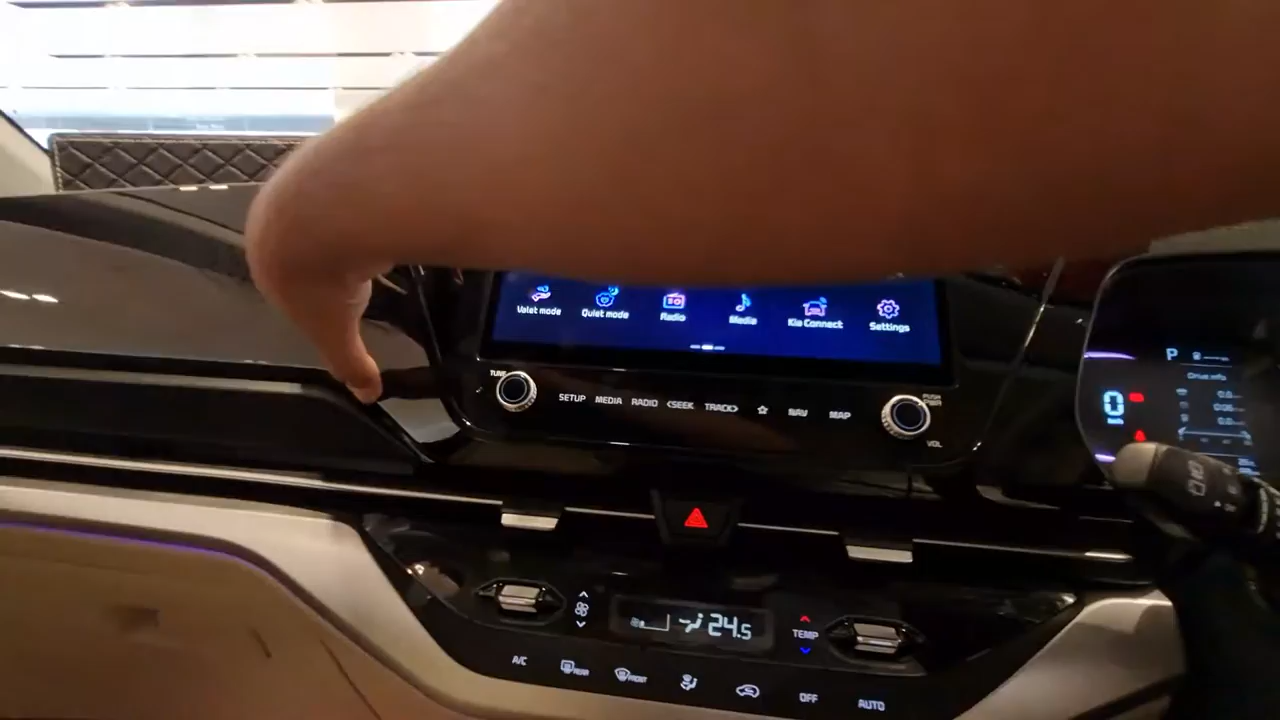 Valet mode
Quiet mode
Radio
Media
Kia Connect
Settings
TUNE
SETUP
MEDIA
RADIO
<SEEK
TRACK>
NAV
MAP
PUSH
PWR
VOL
P
Drive info
0
24.5
TEMP
A/C
REAR
FRONT
OFF
AUTO